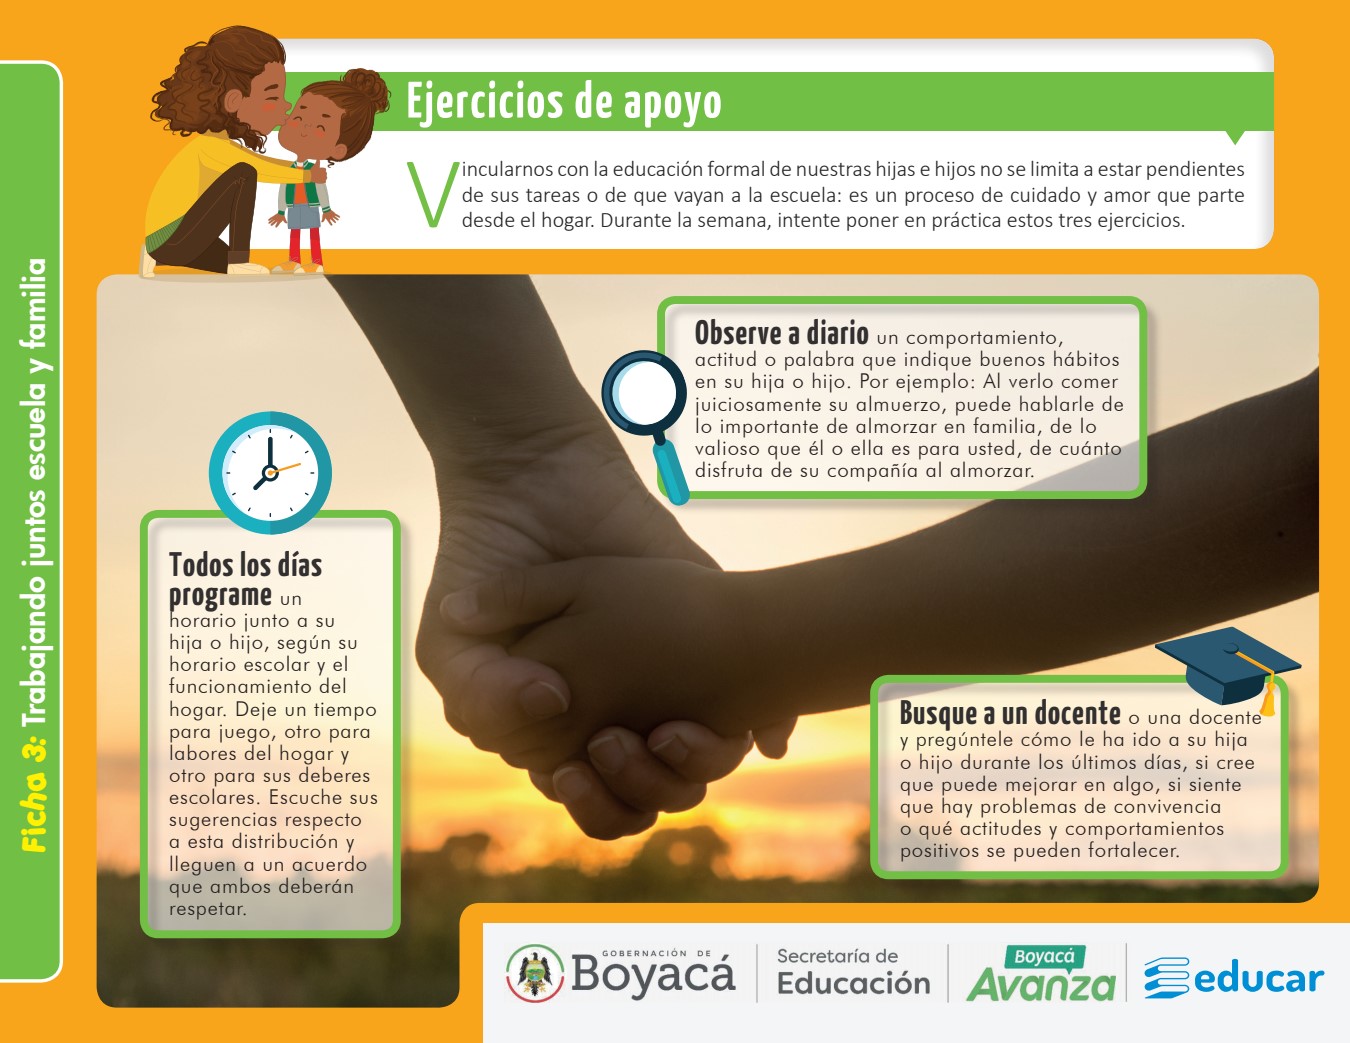 Ejercicios de apoyo
Vincularnos con la educación formal de nuestras hijas e hijos no se limita a estar pendientes
de sus tareas o de que vayan a la escuela: es un proceso de cuidado y amor que parte
desde el hogar. Durante la semana, intente poner en práctica estos tres ejercicios.
Ficha 3: Trabajando juntos escuela y familia
Observe a diario un comportamiento,
actitud o palabra que indique buenos hábitos
en su hija o hijo. Por ejemplo: Al verlo comer
juiciosamente su almuerzo, puede hablarle de
lo importante de almorzar en familia, de lo
valioso que él o ella es para usted, de cuánto
disfruta de su compañía al almorzar.
Todos los días
programe un
horario junto a su
hija o hijo, según su
horario escolar y el
funcionamiento del
hogar. Deje un tiempo
para juego, otro para
labores del hogar y
otro para sus deberes
escolares. Escuche sus
sugerencias respecto
a esta distribución y
lleguen a un acuerdo
que ambos deberán
respetar.
Busque a un docente o una docente
y pregúntele cómo le ha ido a su hija
o hijo durante los últimos días, si cree
que puede mejorar en algo, si siente
que hay problemas de convivencia
o qué actitudes y comportamientos
positivos se pueden fortalecer.
GOBERNACIÓN DE
Boyacá
Secretaría de
Educación
Boyacá
Avanza
educar